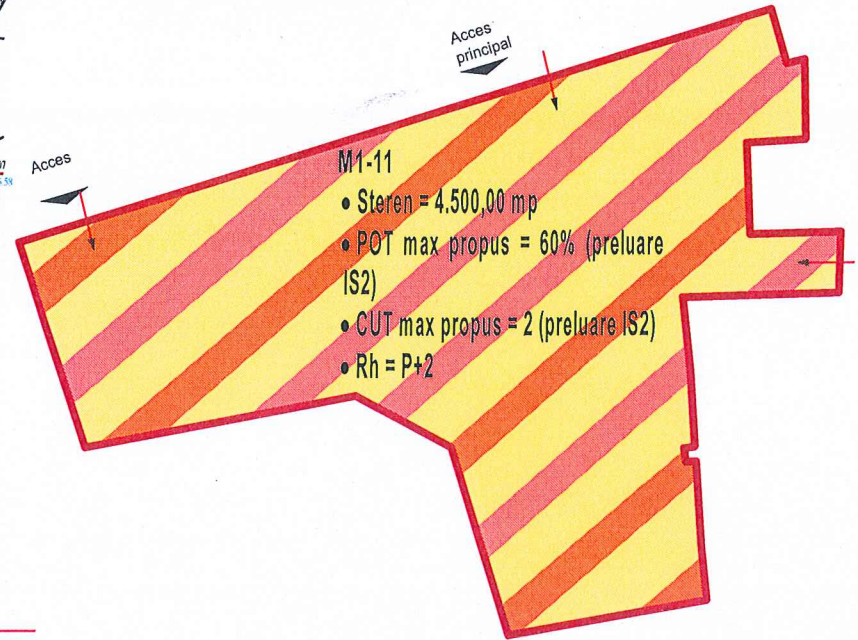 Acces
principal
Acces
M1-11
• Steren = 4.500,00 mp
• POT max propus = 60% (preluare
IS2)
• CUT max propus = 2 (preluare IS2)
• Rh = P+2